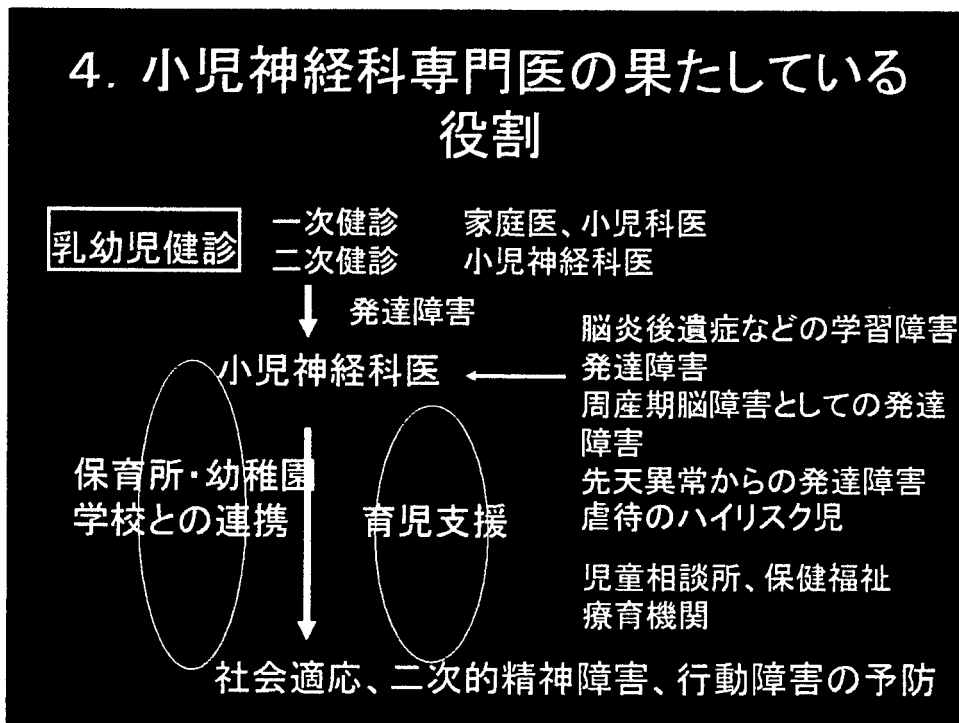 4. 小児神経科専門医の果たしている
役割
乳幼児健診
一次健診 家庭医、小児科医
二次健診 小児神経科医
発達障害
小児神経科医
脳炎後遺症などの学習障害
発達障害
周産期脳障害としての発達
障害
先天異常からの発達障害
虐待のハイリスク児
児童相談所、保健福祉
療育機関
保育所・幼稚園
学校との連携
育児支援
社会適応、二次的精神障害、行動障害の予防